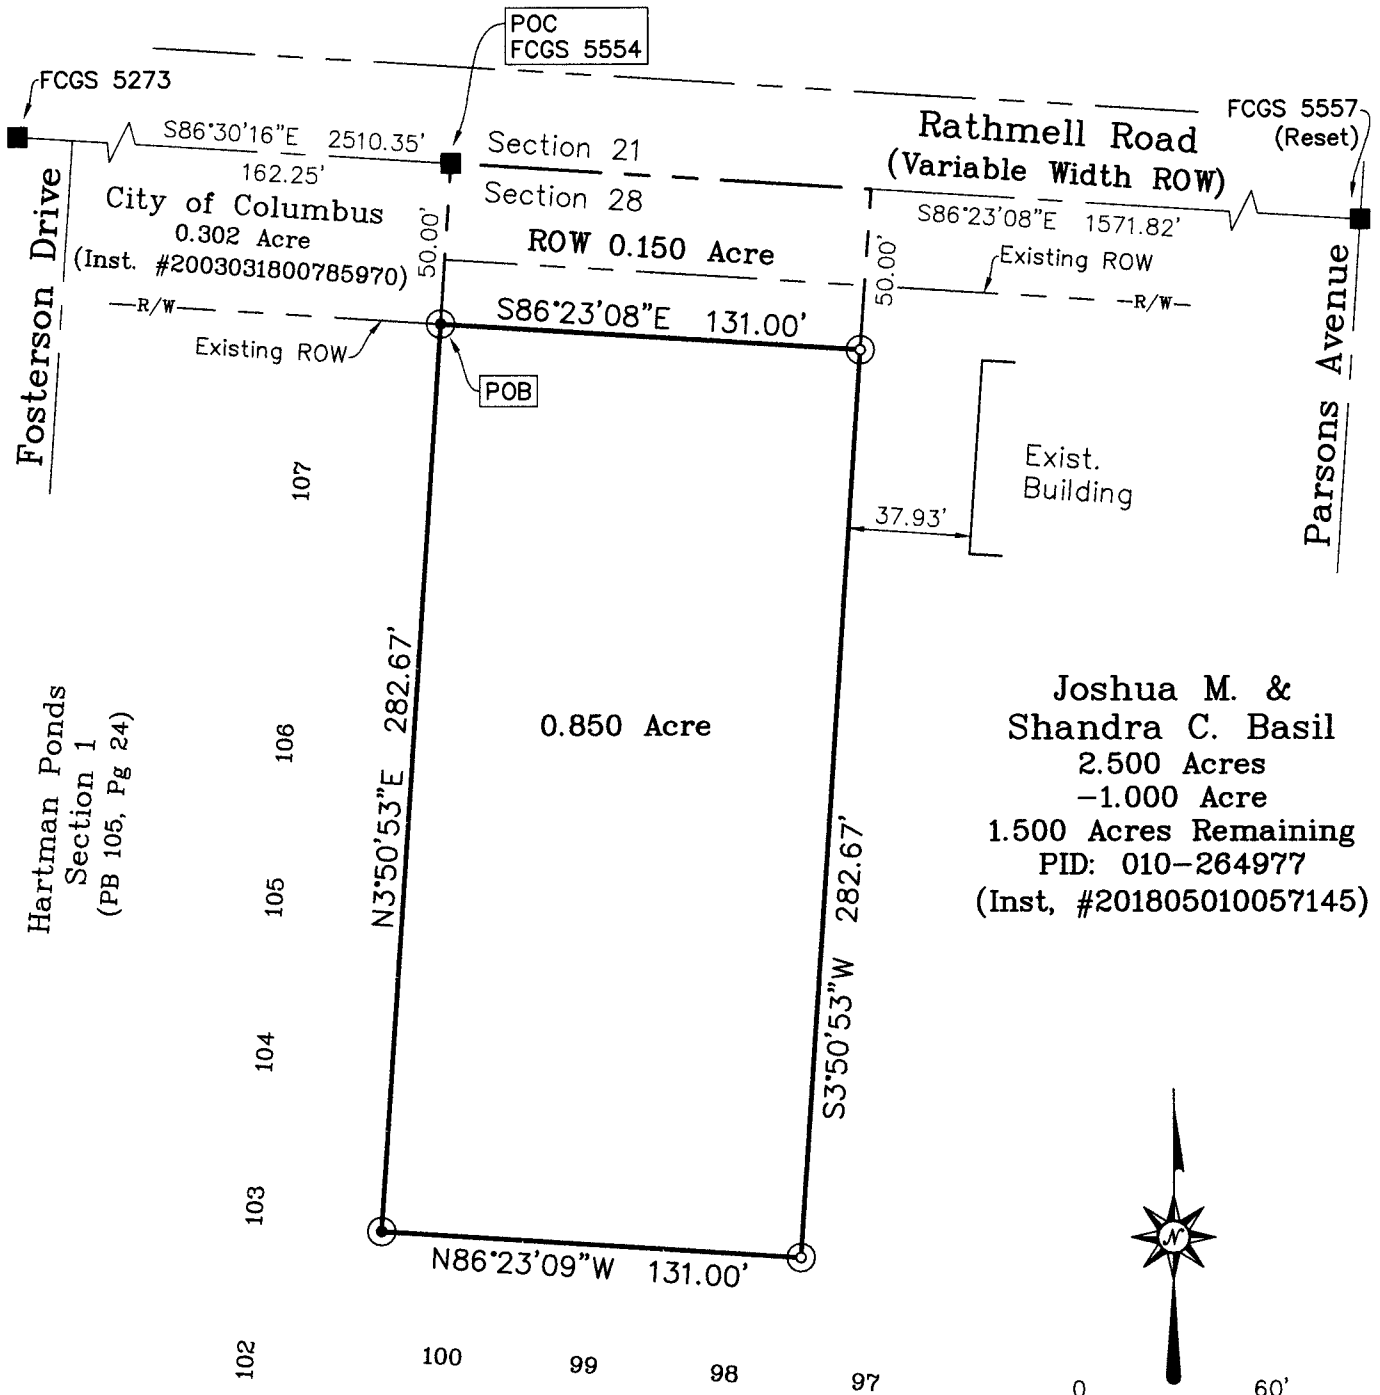 POC
FCGS 5554
FCGS 5273
FCGS 5557
(Reset)
S86°30'16"E 2510.35'
162.25'
Section 21
Section 28
Rathmell Road
(Variable Width ROW)
S86°23'08"E 1571.82'
City of Columbus
0.302 Acre
(Inst. #200303180078597​0)
50.00'
ROW 0.150 Acre
50.00'
Existing ROW
—R/W—
—R/W—
S86°23'08"E 131.00'
Existing ROW
POB
Fosterson Drive
Parsons Avenue
Exist.
Building
37.93'
107
106
105
104
103
102
Hartman Ponds
Section 1
(PB 105, Pg 24)
N3°50'53"E 282.67'
0.850 Acre
S3°50'53"W 282.67'
Joshua M. &
Shandra C. Basil
2.500 Acres
-1.000 Acre
1.500 Acres Remaining
PID: 010-264977
(Inst, #201805010057145)
N86°23'09"W 131.00'
N
100
99
98
97
0 60'